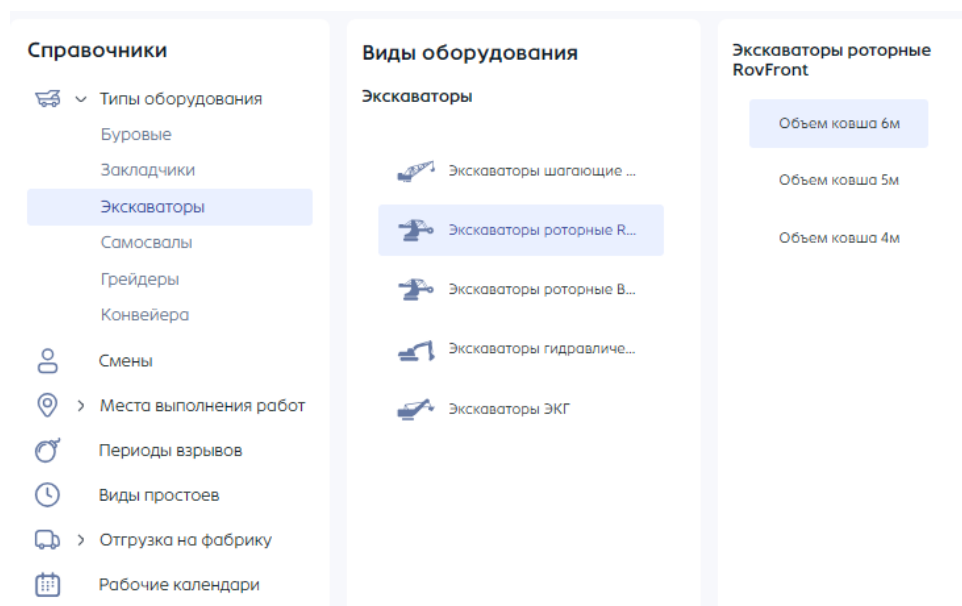 Справочники
Типы оборудования
Буровые
Закладчики
Экскаваторы
Самосвалы
Грейдеры
Конвейера
Смены
Места выполнения работ
Периоды взрывов
Виды простоев
Отгрузка на фабрику
Рабочие календари
Виды оборудования
Экскаваторы
Экскаваторы шагающие ...
Экскаваторы роторные R...
Экскаваторы роторные B...
Экскаваторы гидравличе...
Экскаваторы ЭКГ
Экскаваторы роторные
RovFront
Объем ковша 6м
Объем ковша 5м
Объем ковша 4м